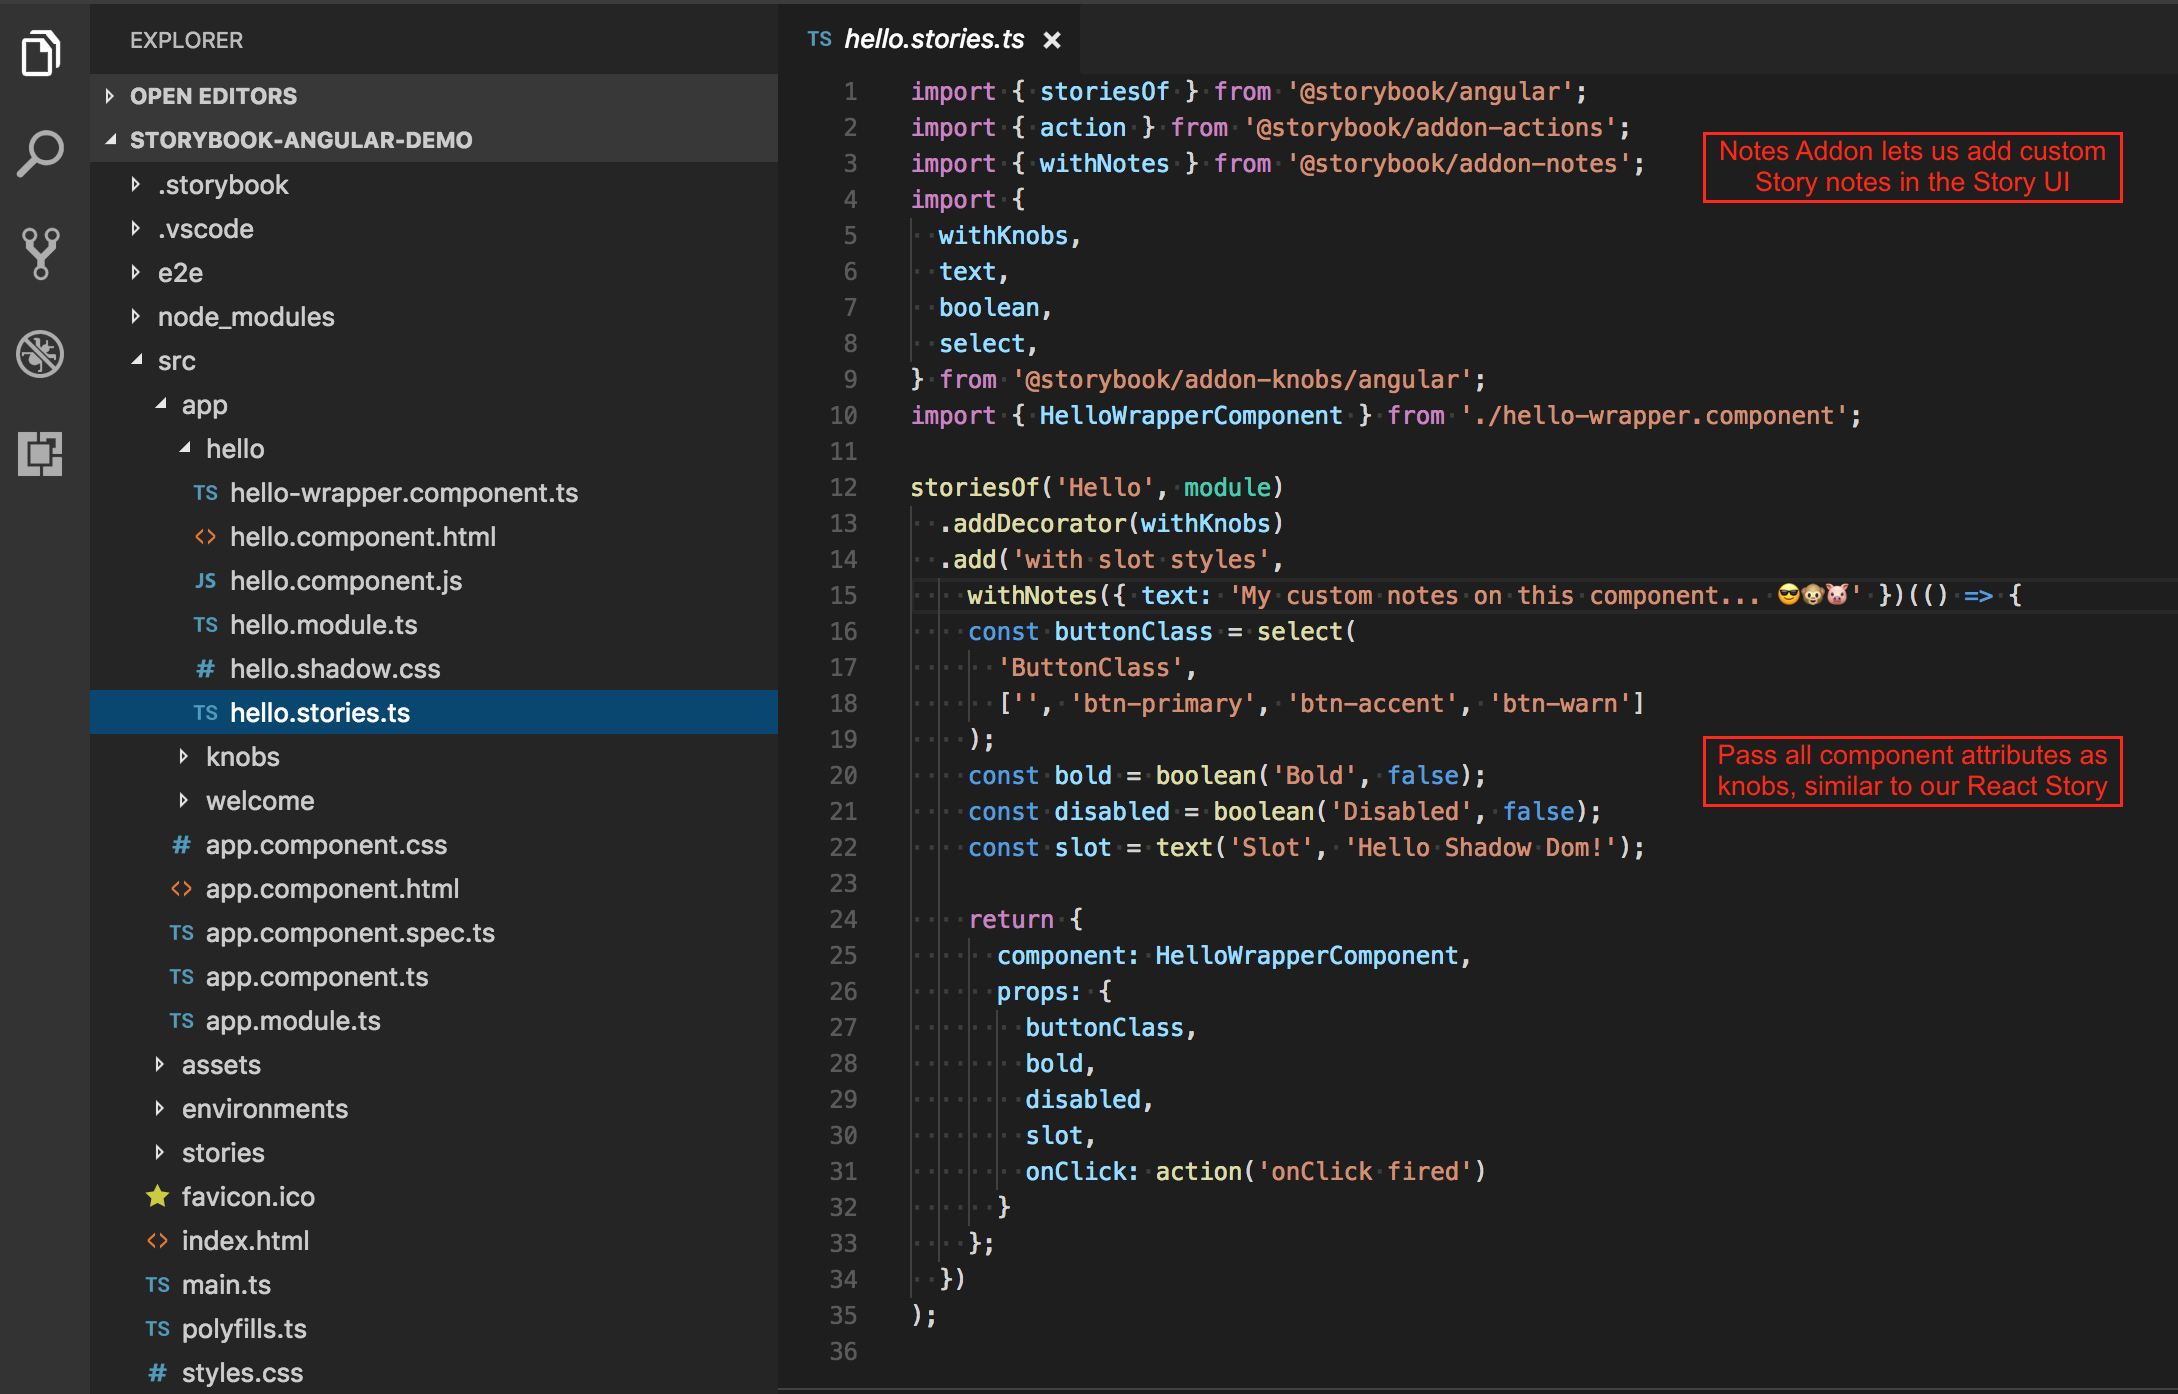 EXPLORER
OPEN EDITORS
STORYBOOK-ANGULAR-DEMO
.storybook
.vscode
e2e
node_modules
src
app
hello
TS hello-wrapper.component.ts
<> hello.component.html
JS hello.component.js
TS hello.module.ts
# hello.shadow.css
TS hello.stories.ts
knobs
welcome
# app.component.css
<> app.component.html
TS app.component.spec.ts
TS app.component.ts
TS app.module.ts
assets
environments
stories
favicon.ico
<> index.html
TS main.ts
TS polyfills.ts
# styles.css
TS hello.stories.ts ×
1 import { storiesOf } from '@storybook/angular';
2 import { action } from '@storybook/addon-actions';
3 import { withNotes } from '@storybook/addon-notes';
4 import {
5   withKnobs,
6   text,
7   boolean,
8   select,
9 } from '@storybook/addon-knobs/angular';
10 import { HelloWrapperComponent } from './hello-wrapper.component';
11
12 storiesOf('Hello', module)
13   .addDecorator(withKnobs)
14   .add('with slot styles',
15     withNotes({ text: 'My custom notes on this component... 😎🐵🐷' })(() => {
16     const buttonClass = select(
17       'ButtonClass',
18       ['', 'btn-primary', 'btn-accent', 'btn-warn']
19     );
20     const bold = boolean('Bold', false);
21     const disabled = boolean('Disabled', false);
22     const slot = text('Slot', 'Hello Shadow Dom!');
23
24     return {
25       component: HelloWrapperComponent,
26       props: {
27         buttonClass,
28         bold,
29         disabled,
30         slot,
31         onClick: action('onClick fired')
32       }
33     };
34   })
35 );
36
Notes Addon lets us add custom
Story notes in the Story UI
Pass all component attributes as
knobs, similar to our React Story